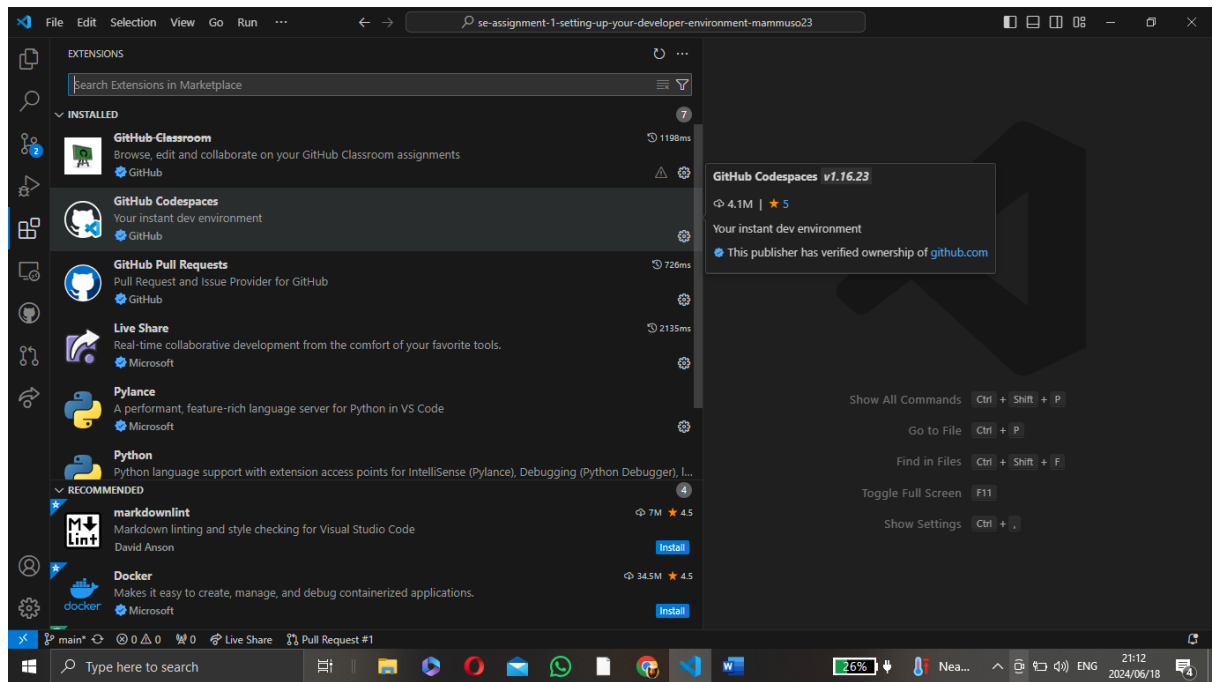 File Edit Selection View Go Run ···
se-assignment-1-setting-up-your-developer-environment-mammuso23
EXTENSIONS
Search Extensions in Marketplace
INSTALLED 7
GitHub Classroom 1198ms
Browse, edit and collaborate on your GitHub Classroom assignments
GitHub
GitHub Codespaces
Your instant dev environment
GitHub
GitHub Pull Requests 726ms
Pull Request and Issue Provider for GitHub
GitHub
Live Share 2135ms
Real-time collaborative development from the comfort of your favorite tools.
Microsoft
Pylance
A performant, feature-rich language server for Python in VS Code
Microsoft
Python
Python language support with extension access points for IntelliSense (Pylance), Debugging (Python Debugger), l...
RECOMMENDED 4
markdownlint 7M ★ 4.5
Markdown linting and style checking for Visual Studio Code
David Anson Install
Docker 34.5M ★ 4.5
Makes it easy to create, manage, and debug containerized applications.
Microsoft Install
2
M Lint
docker
GitHub Codespaces v1.16.23
4.1M | ★ 5
Your instant dev environment
This publisher has verified ownership of github.com
Show All Commands Ctrl + Shift + P
Go to File Ctrl + P
Find in Files Ctrl + Shift + F
Toggle Full Screen F11
Show Settings Ctrl + ,
main* 0 0 0 Live Share Pull Request #1
Type here to search
26% Nea... ENG 21:12
2024/06/18 4